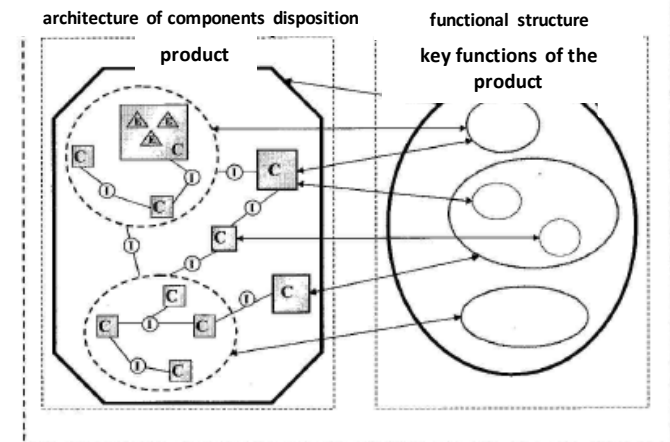 architecture of components disposition
functional structure
product
key functions of the
product
E E
E
C
C
I
I
C
I
C
I
C
I
I
C
I
C
C
I
C
I
C